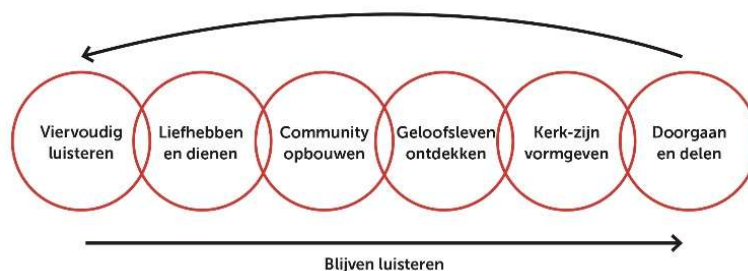 Viervoudig
luisteren
Liefhebben
en dienen
Community
opbouwen
Geloofsleven
ontdekken
Kerk-zijn
vormgeven
Doorgaan
en delen
Blijven luisteren